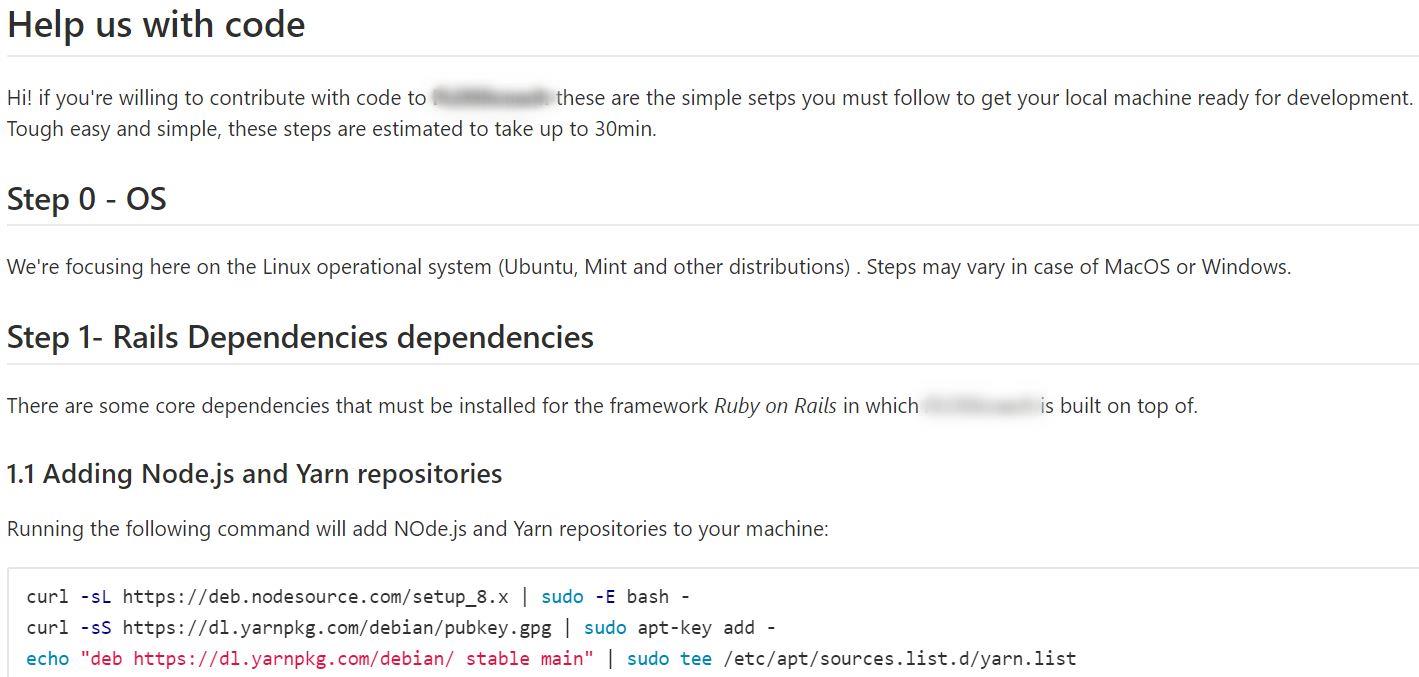 Help us with code
Hi! if you're willing to contribute with code to these are the simple setps you must follow to get your local machine ready for development.
Tough easy and simple, these steps are estimated to take up to 30min.
Step 0 - OS
We're focusing here on the Linux operational system (Ubuntu, Mint and other distributions) . Steps may vary in case of MacOS or Windows.
Step 1- Rails Dependencies dependencies
There are some core dependencies that must be installed for the framework Ruby on Rails in which is built on top of.
1.1 Adding Node.js and Yarn repositories
Running the following command will add NOde.js and Yarn repositories to your machine:
curl -sL https://deb.nodesource.com/setup_8.x | sudo -E bash -
curl -sS https://dl.yarnpkg.com/debian/pubkey.gpg | sudo apt-key add -
echo "deb https://dl.yarnpkg.com/debian/ stable main" | sudo tee /etc/apt/sources.list.d/yarn.list